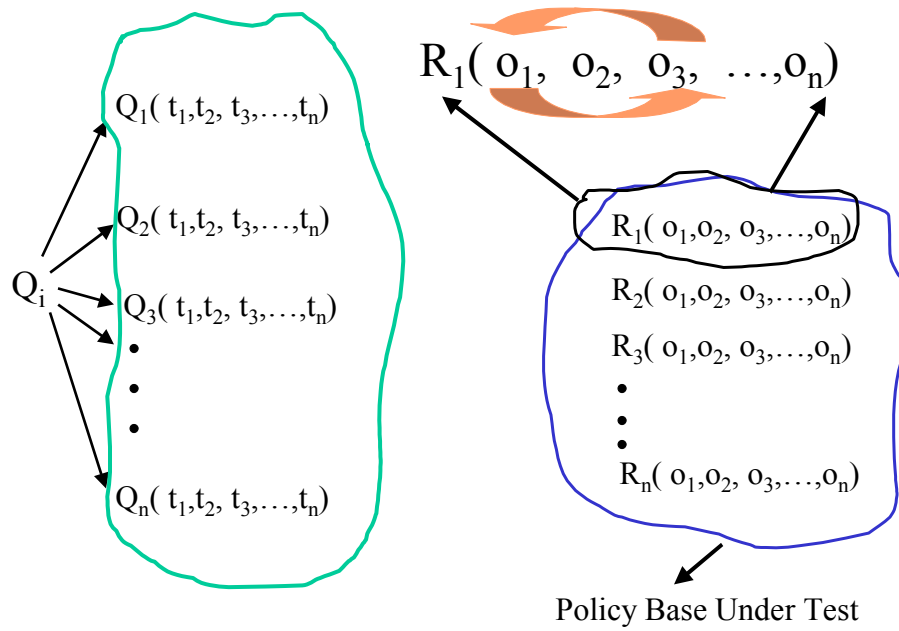 R₁( o₁, o₂, o₃, …,oₙ)
Q₁( t₁,t₂, t₃,…,tₙ)
Q₂( t₁,t₂, t₃,…,tₙ)
Qᵢ
Q₃( t₁,t₂, t₃,…,tₙ)
Qₙ( t₁,t₂, t₃,…,tₙ)
R₁( o₁,o₂, o₃,…,oₙ)
R₂( o₁,o₂, o₃,…,oₙ)
R₃( o₁,o₂, o₃,…,oₙ)
Rₙ( o₁,o₂, o₃,…,oₙ)
Policy Base Under Test